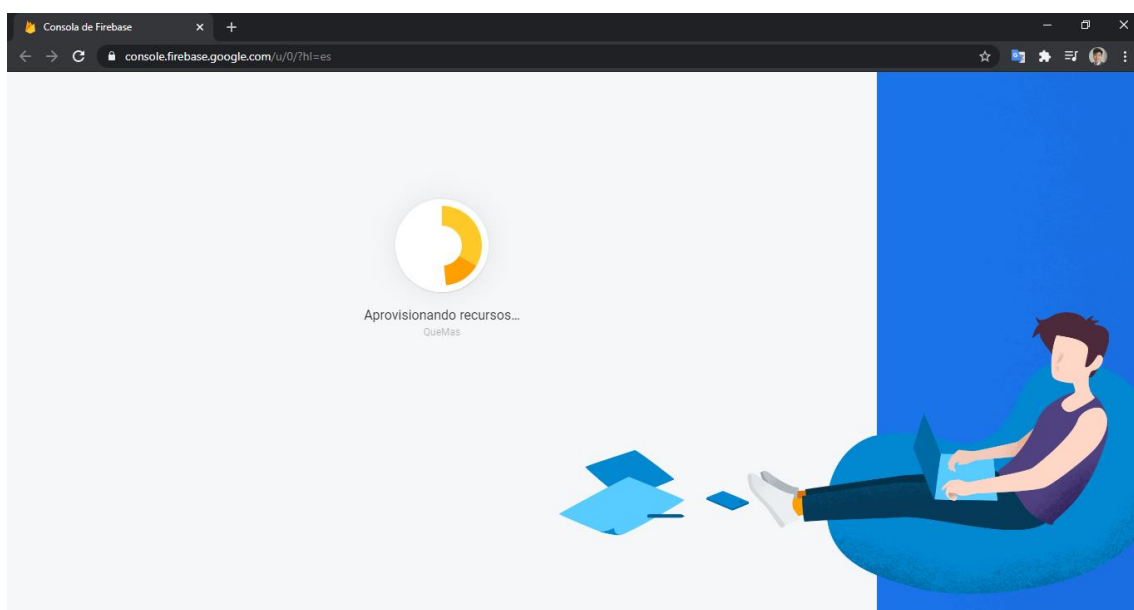 Consola de Firebase
console.firebase.google.com/u/0/?hl=es
Aprovisionando recursos...
QueMas